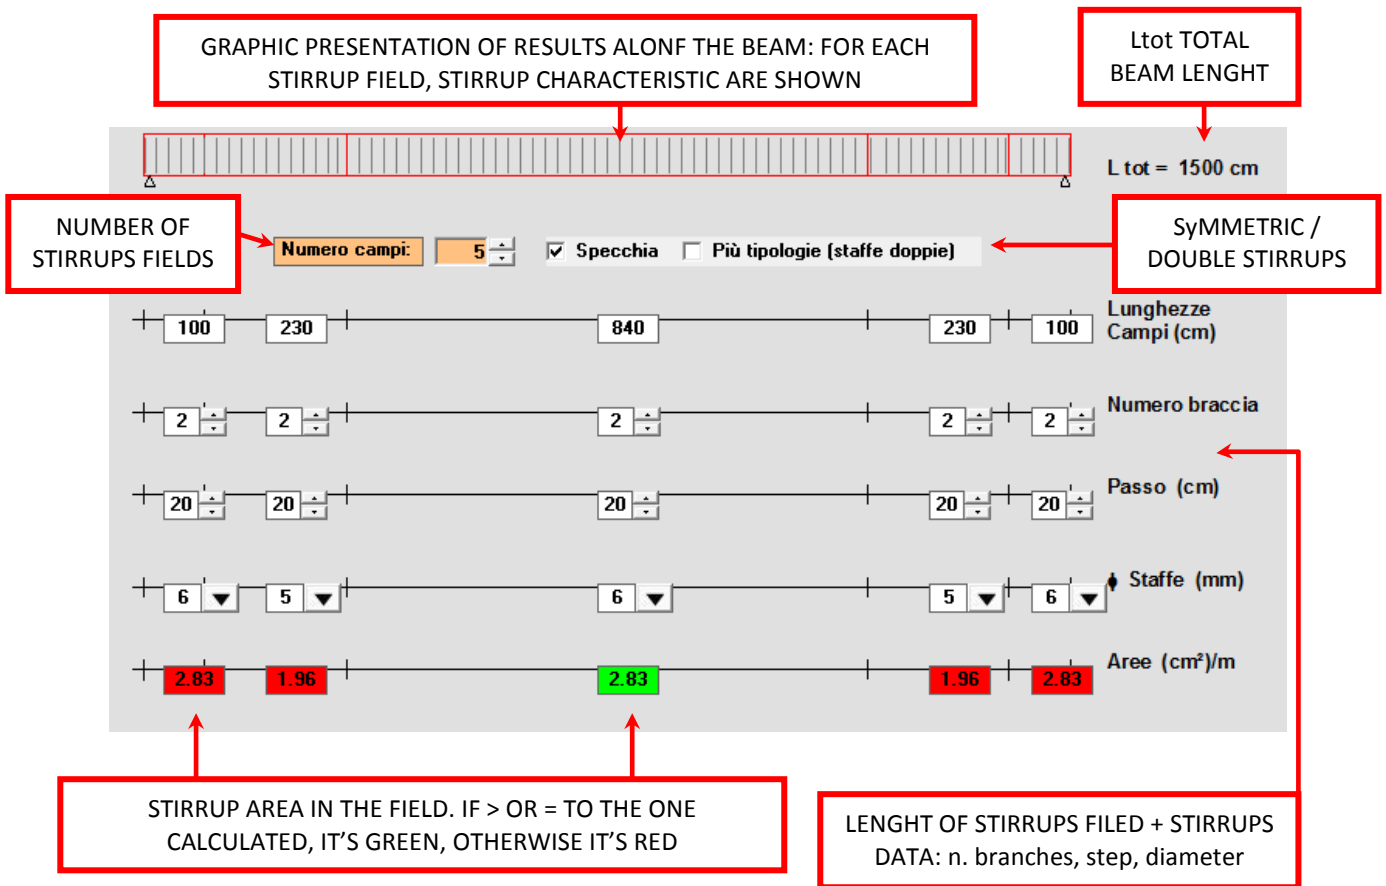 GRAPHIC PRESENTATION OF RESULTS ALONF THE BEAM: FOR EACH
STIRRUP FIELD, STIRRUP CHARACTERISTIC ARE SHOWN
Ltot TOTAL
BEAM LENGHT
L tot = 1500 cm
NUMBER OF
STIRRUPS FIELDS
Numero campi: 5 Specchia Più tipologie (staffe doppie)
SyMMETRIC /
DOUBLE STIRRUPS
100 230 840 230 100 Lunghezze
Campi (cm)
2 2 2 2 2 Numero braccia
20 20 20 20 20 Passo (cm)
6 5 6 5 6 ϕ Staffe (mm)
2.83 1.96 2.83 1.96 2.83 Aree (cm²)/m
STIRRUP AREA IN THE FIELD. IF > OR = TO THE ONE
CALCULATED, IT'S GREEN, OTHERWISE IT'S RED
LENGHT OF STIRRUPS FILED + STIRRUPS
DATA: n. branches, step, diameter